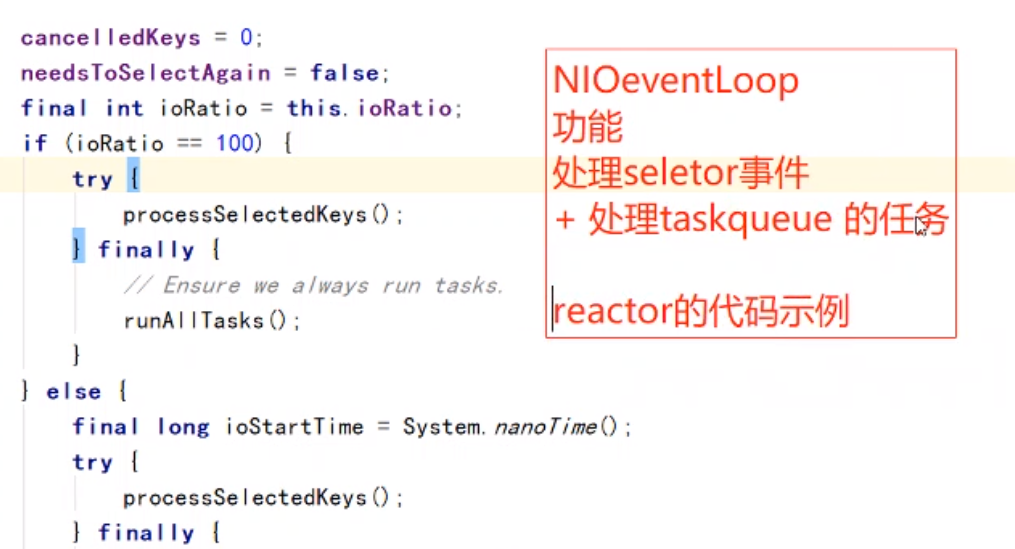 cancelledKeys = 0;
needsToSelectAgain = false;
final int ioRatio = this.ioRatio;
if (ioRatio == 100) {
try {
processSelectedKeys();
} finally {
// Ensure we always run tasks.
runAllTasks();
}
} else {
final long ioStartTime = System.nanoTime();
try {
processSelectedKeys();
} finally {
NIOeventLoop
功能
处理seletor事件
+ 处理taskqueue 的任务
reactor的代码示例